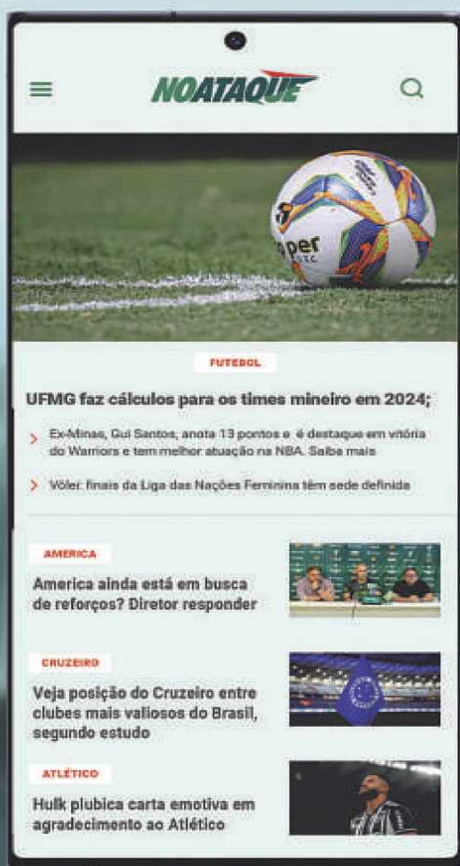 NOATAQUE
per
FUTEBOL
UFMG faz cálculos para os times mineiro em 2024;
Ex-Minas, Gui Santos, anota 13 pontos e é destaque em vitória
do Warriors e tem melhor atuação na NBA. Saiba mais
Vôlei: finais da Liga das Nações Feminina têm sede definida
AMERICA
America ainda está em busca
de reforços? Diretor responder
CRUZEIRO
Veja posição do Cruzeiro entre
clubes mais valiosos do Brasil,
segundo estudo
ATLÉTICO
Hulk plubica carta emotiva em
agradecimento ao Atlético